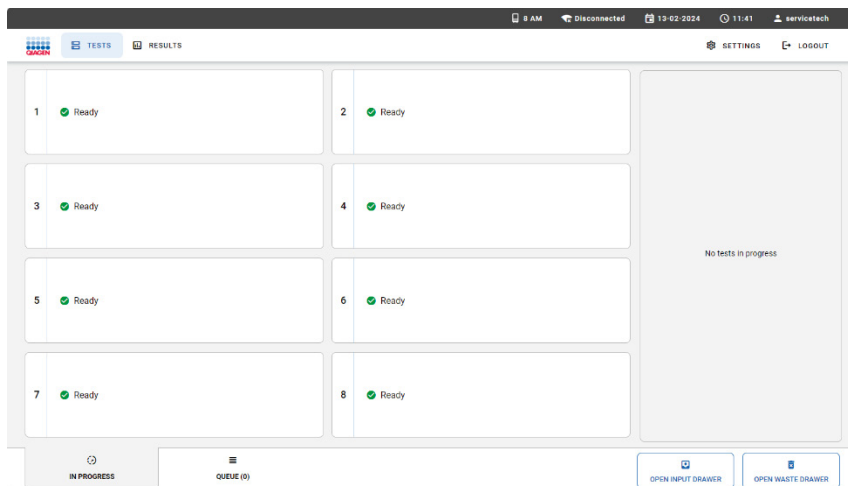 8 AM Disconnected 13-02-2024 11:41 servicetech
QIAGEN TESTS RESULTS SETTINGS LOGOUT
1 Ready 2 Ready
3 Ready 4 Ready
No tests in progress
5 Ready 6 Ready
7 Ready 8 Ready
IN PROGRESS QUEUE (0) OPEN INPUT DRAWER OPEN WASTE DRAWER